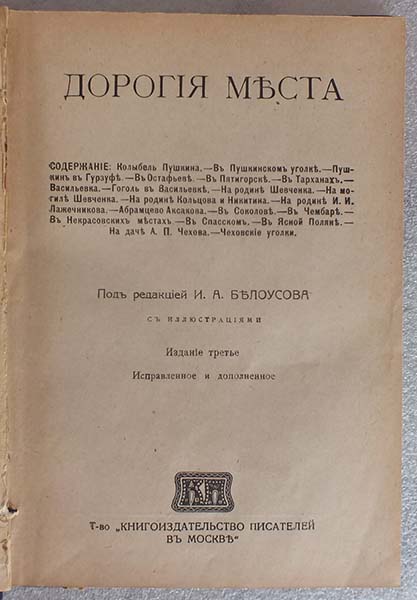 ДОРОГІЯ МѢСТА
СОДЕРЖАНІЕ: Колыбель Пушкина.—Въ Пушкинскомъ уголкѣ.—Пуш-
кинъ въ Гурзуфѣ.—Въ Остафьевѣ.—Въ Пятигорскѣ.—Въ Тарханахъ.—
Васильевка.—Гоголь въ Васильевкѣ.—На родинѣ Шевченка.—На мо-
гилѣ Шевченка.—На родинѣ Кольцова и Никитина.—На родинѣ И. И.
Лажечникова.—Абрамцево Аксакова.—Въ Соколовѣ.—Въ Чембарѣ.—
Въ Некрасовскихъ мѣстахъ.—Въ Спасскомъ.—Въ Ясной Полянѣ.—
На дачѣ А. П. Чехова.—Чеховскіе уголки.
Подъ редакціей И. А. БѢЛОУСОВА
СЪ ИЛЛЮСТРАЦІЯМИ
Изданіе третье
Исправленное и дополненное
КП
Т-во „КНИГОИЗДАТЕЛЬСТВО ПИСАТЕЛЕЙ
ВЪ МОСКВѢ"